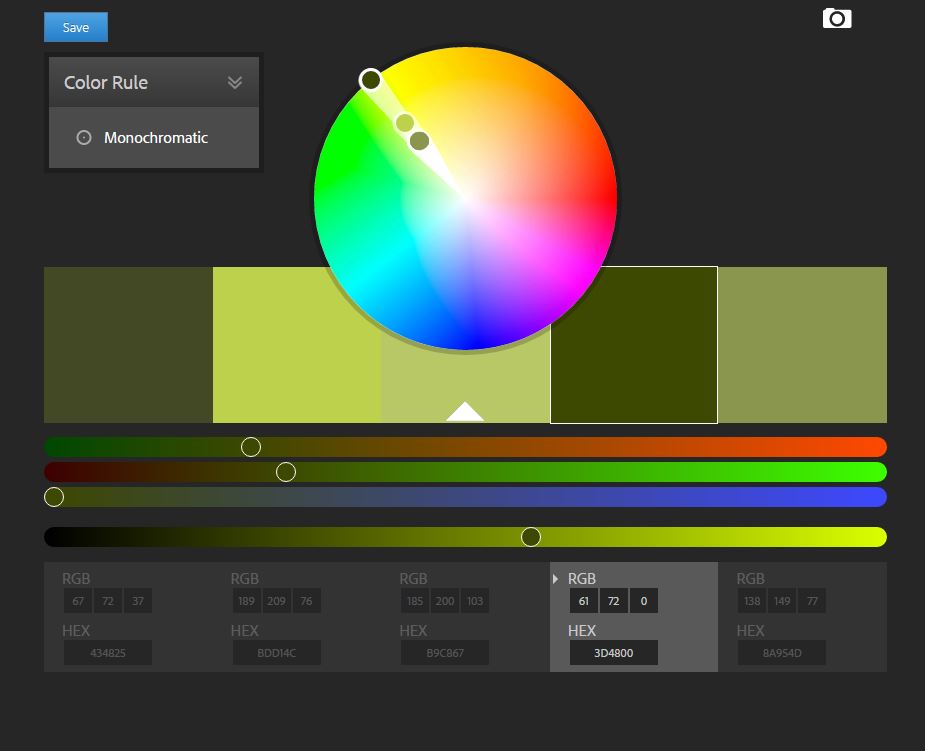 Save
Color Rule
Monochromatic
RGB RGB RGB RGB RGB
67 72 37 189 209 76 185 200 103 61 72 0 138 149 77
HEX HEX HEX HEX HEX
434825 BDD14C B9C867 3D4800 8A954D